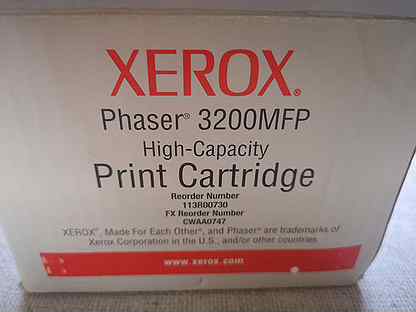 XEROX®
Phaser® 3200MFP
High-Capacity
Print Cartridge
Reorder Number
113R00730
FX Reorder Number
CWAA0747
XEROX®, Made For Each Other®, and Phaser® are trademarks of
Xerox Corporation in the U.S., and/or other countries
www.xerox.com